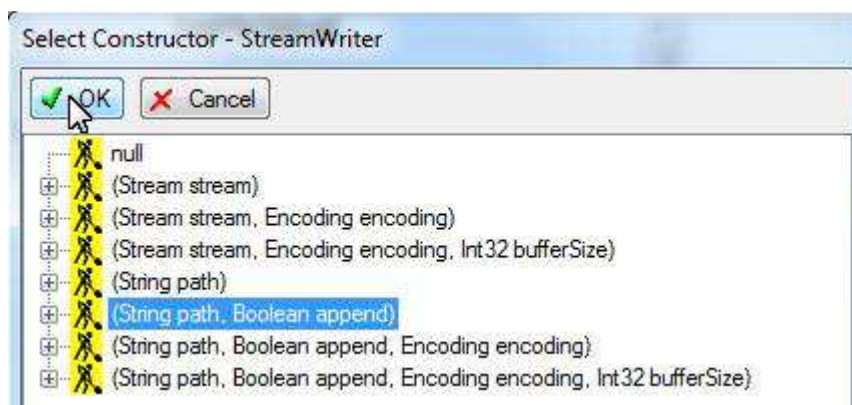 Select Constructor - StreamWriter
OK Cancel
null
(Stream stream)
(Stream stream, Encoding encoding)
(Stream stream, Encoding encoding, Int32 bufferSize)
(String path)
(String path, Boolean append)
(String path, Boolean append, Encoding encoding)
(String path, Boolean append, Encoding encoding, Int32 bufferSize)